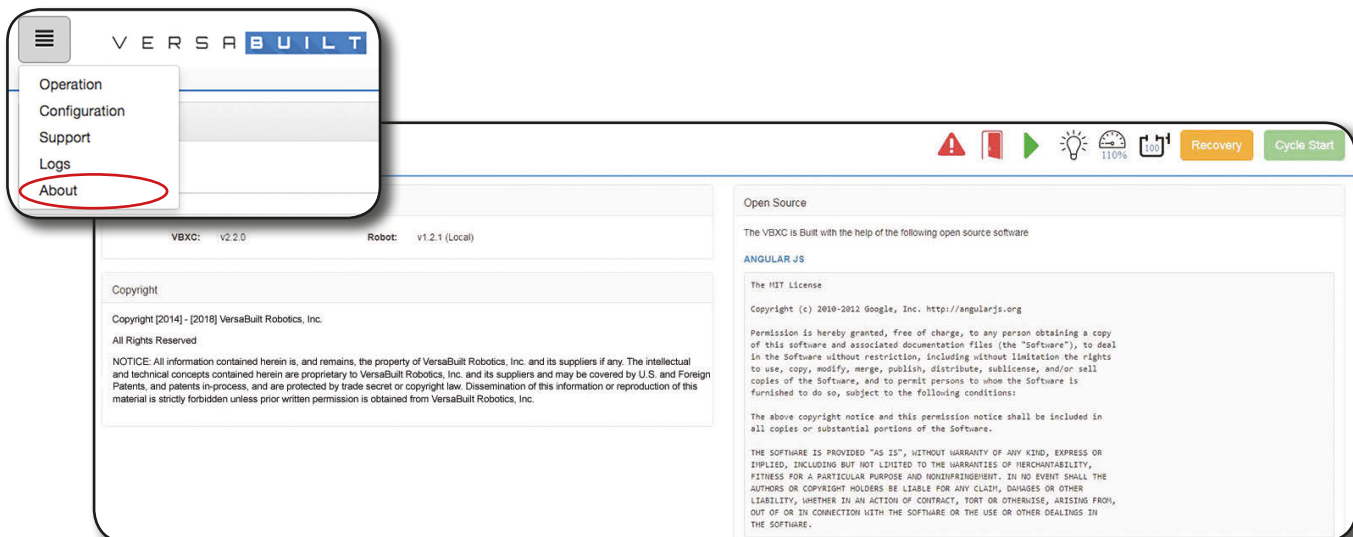 VERSABUILT
Operation
Configuration
Support
Logs
About
110%
100
Recovery
Cycle Start
VBXC: v2.2.0 Robot: v1.2.1 (Local)
Copyright
Copyright [2014] - [2018] VersaBuilt Robotics, Inc.
All Rights Reserved
NOTICE: All information contained herein is, and remains, the property of VersaBuilt Robotics, Inc. and its suppliers if any. The intellectual
and technical concepts contained herein are proprietary to VersaBuilt Robotics, Inc. and its suppliers and may be covered by U.S. and Foreign
Patents, and patents in-process, and are protected by trade secret or copyright law. Dissemination of this information or reproduction of this
material is strictly forbidden unless prior written permission is obtained from VersaBuilt Robotics, Inc.
Open Source
The VBXC is Built with the help of the following open source software
ANGULAR JS
The MIT License
Copyright (c) 2010-2012 Google, Inc. http://angularjs.org
Permission is hereby granted, free of charge, to any person obtaining a copy
of this software and associated documentation files (the "Software"), to deal
in the Software without restriction, including without limitation the rights
to use, copy, modify, merge, publish, distribute, sublicense, and/or sell
copies of the Software, and to permit persons to whom the Software is
furnished to do so, subject to the following conditions:
The above copyright notice and this permission notice shall be included in
all copies or substantial portions of the Software.
THE SOFTWARE IS PROVIDED "AS IS", WITHOUT WARRANTY OF ANY KIND, EXPRESS OR
IMPLIED, INCLUDING BUT NOT LIMITED TO THE WARRANTIES OF MERCHANTABILITY,
FITNESS FOR A PARTICULAR PURPOSE AND NONINFRINGEMENT. IN NO EVENT SHALL THE
AUTHORS OR COPYRIGHT HOLDERS BE LIABLE FOR ANY CLAIM, DAMAGES OR OTHER
LIABILITY, WHETHER IN AN ACTION OF CONTRACT, TORT OR OTHERWISE, ARISING FROM,
OUT OF OR IN CONNECTION WITH THE SOFTWARE OR THE USE OR OTHER DEALINGS IN
THE SOFTWARE.